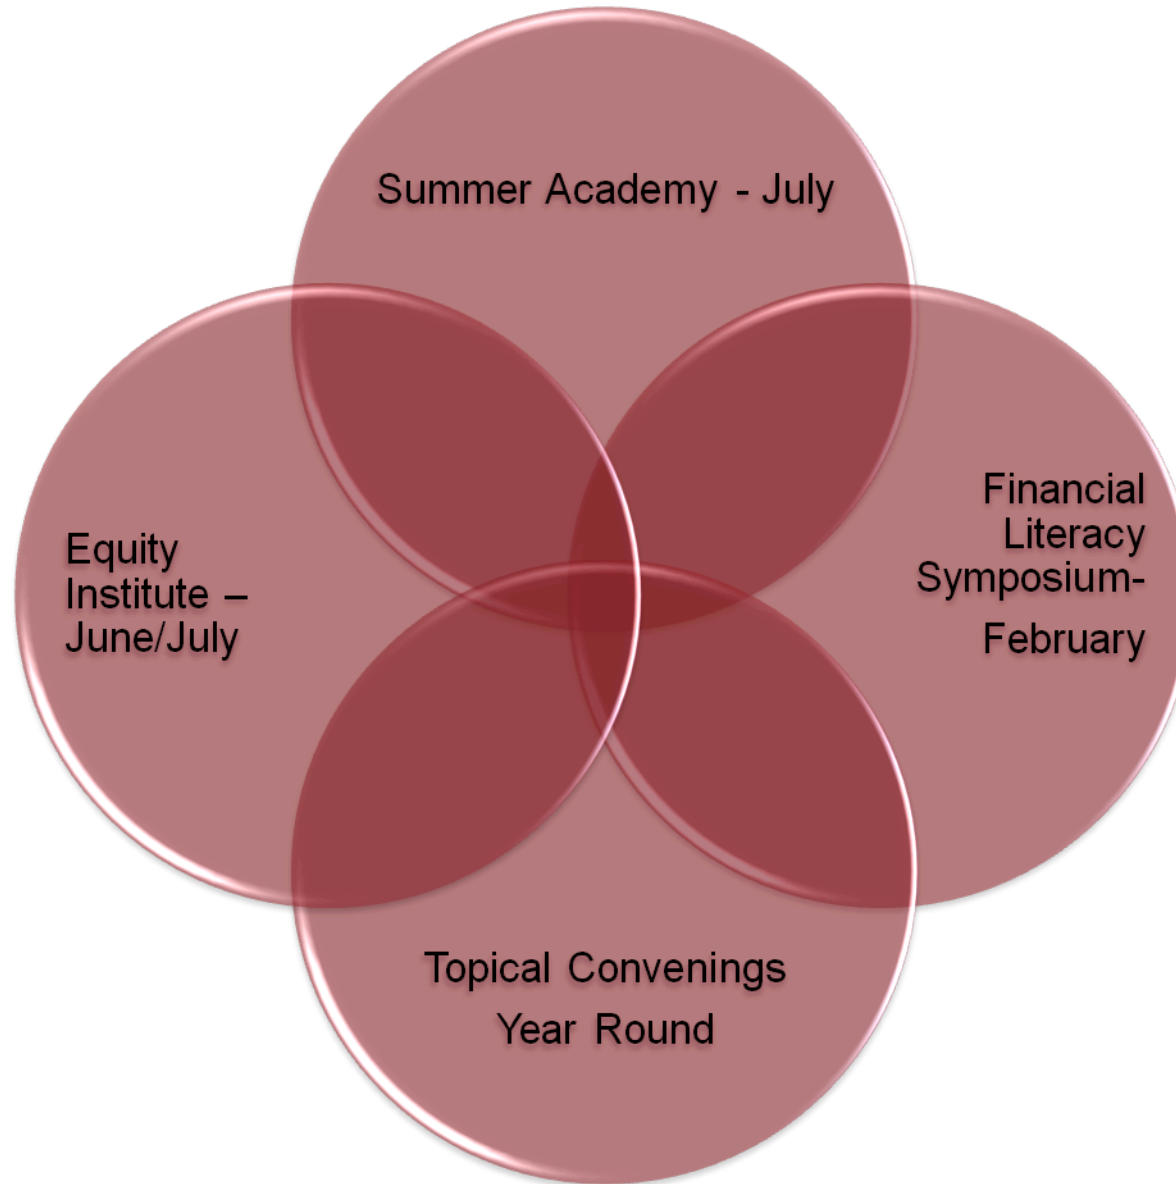 Summer Academy - July
Financial
Literacy
Symposium-
February
Equity
Institute –
June/July
Topical Convenings
Year Round